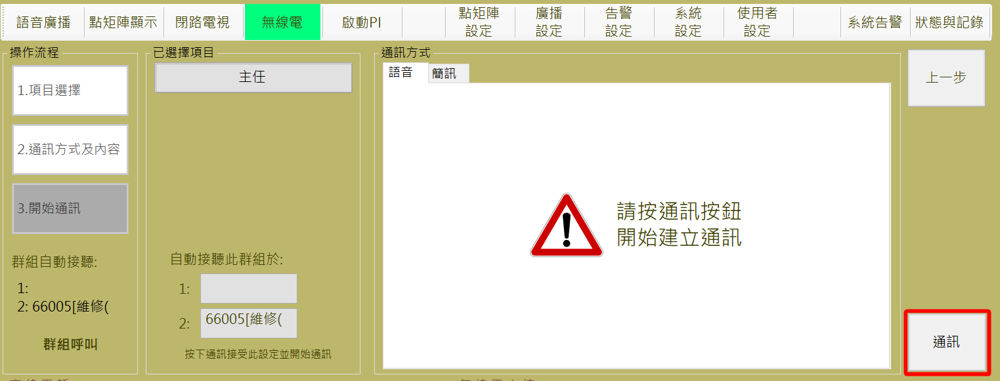 語音廣播
點矩陣顯示
閉路電視
無線電
啟動PI
點矩陣
設定
廣播
設定
告警
設定
系統
設定
使用者
設定
系統告警
狀態與記錄
操作流程
1.項目選擇
2.通訊方式及內容
3.開始通訊
群組自動接聽:
1:
2: 66005[維修(
群組呼叫
已選擇項目
主任
自動接聽此群組於:
1:
2:
66005[維修(
按下通訊接受此設定並開始通訊
通訊方式
語音
簡訊
請按通訊按鈕
開始建立通訊
上一步
通訊